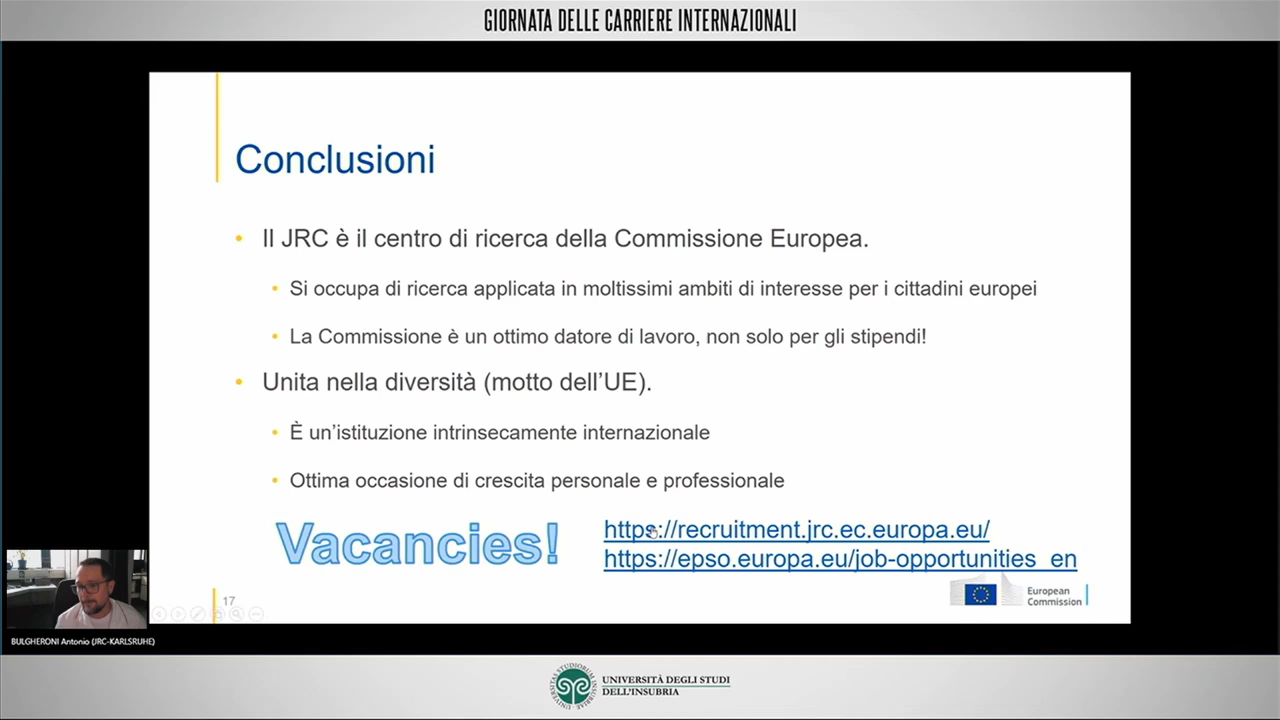 GIORNATA DELLE CARRIERE INTERNAZIONALI
Conclusioni
Il JRC è il centro di ricerca della Commissione Europea.
Si occupa di ricerca applicata in moltissimi ambiti di interesse per i cittadini europei
La Commissione è un ottimo datore di lavoro, non solo per gli stipendi!
Unita nella diversità (motto dell'UE).
È un'istituzione intrinsecamente internazionale
Ottima occasione di crescita personale e professionale
Vacancies!
https://recruitment.jrc.ec.europa.eu/
https://epso.europa.eu/job-opportunities_en
17
European
Commission
BULGHERONI Antonio (JRC-KARLSRUHE)
UNIVERSITÀ DEGLI STUDI
DELL'INSUBRIA